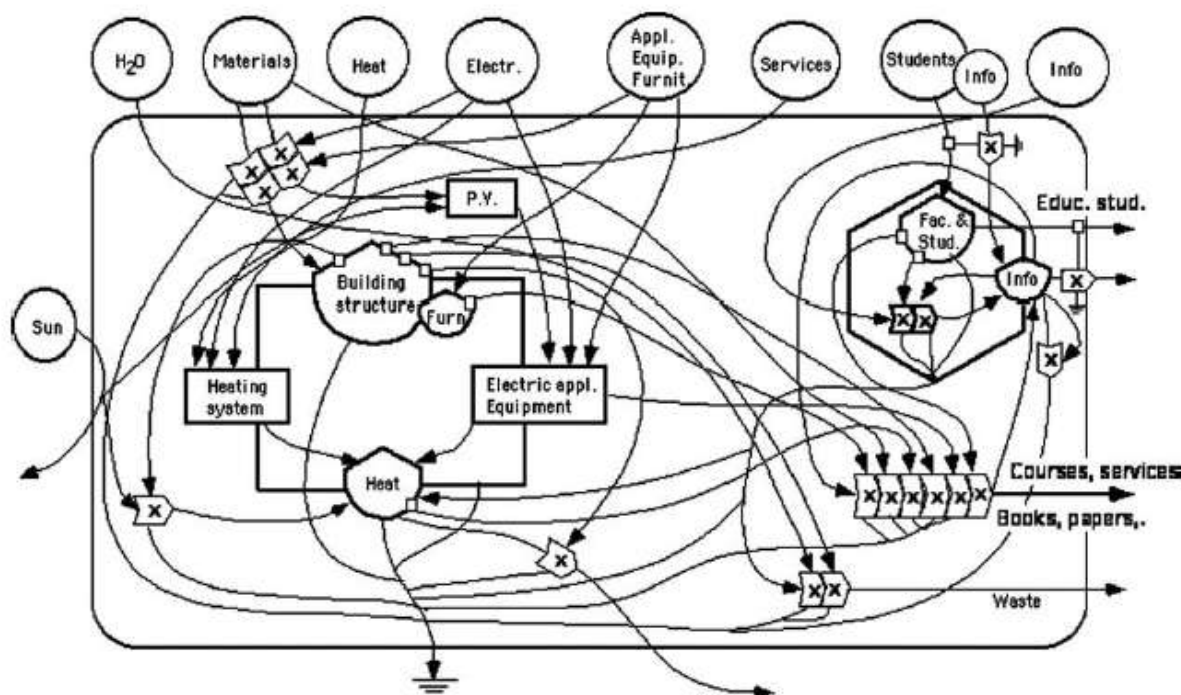 H2O
Materials
Heat
Electr.
Appl.
Equip.
Furnit
Services
Students
Info
Info
P.V.
Fac. &
Stud.
Educ. stud.
Building
structure
Furn
Info
x
Sun
Heating
system
Electric appl.
Equipment
Heat
Courses, services
Books, papers,.
Waste